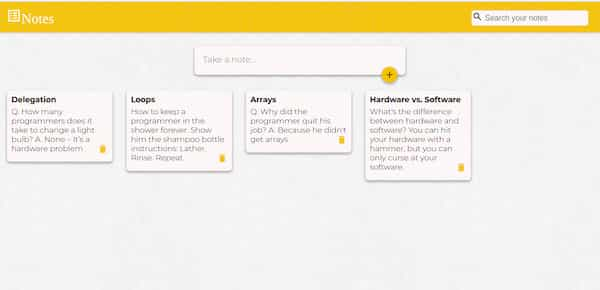 Notes
Search your notes
Take a note...
+
Delegation
Q: How many
programmers does it
take to change a light
bulb? A: None – It's a
hardware problem
Loops
How to keep a
programmer in the
shower forever. Show
him the shampoo bottle
instructions: Lather.
Rinse. Repeat.
Arrays
Q: Why did the
programmer quit his
job? A: Because he didn't
get arrays
Hardware vs. Software
What's the difference
between hardware and
software? You can hit
your hardware with a
hammer, but you can
only curse at your
software.